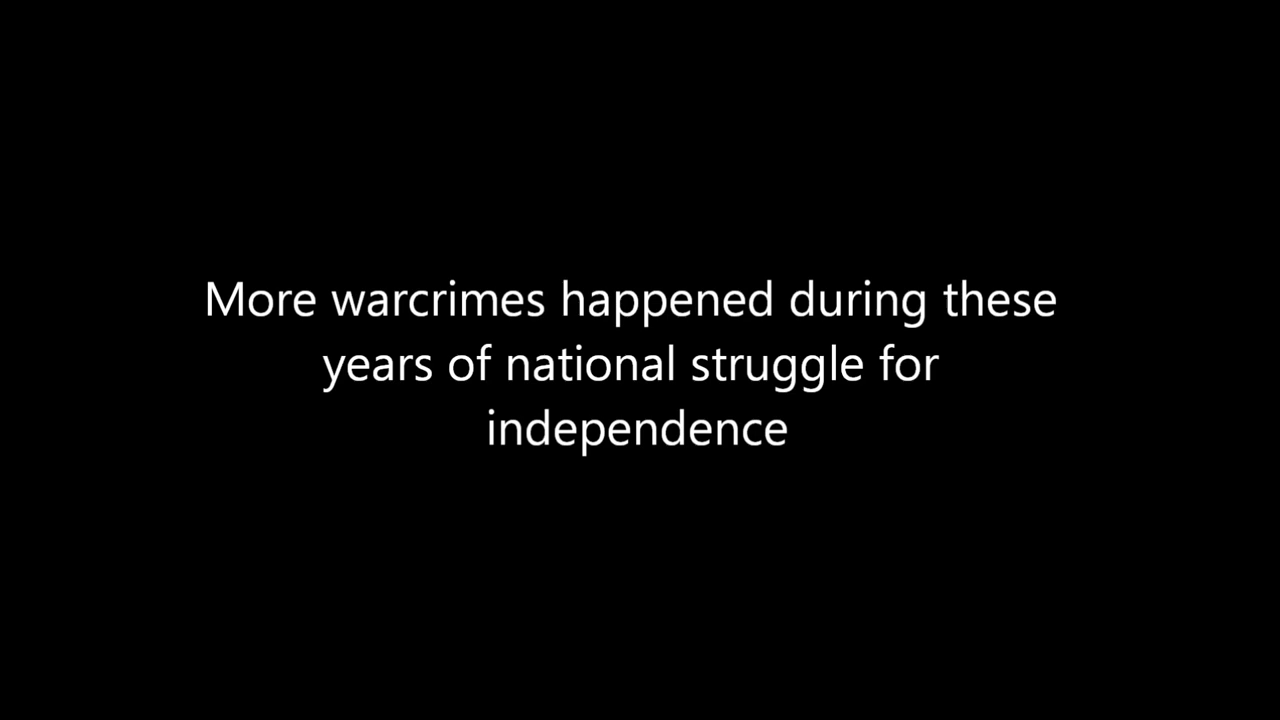 More warcrimes happened during these
years of national struggle for
independence